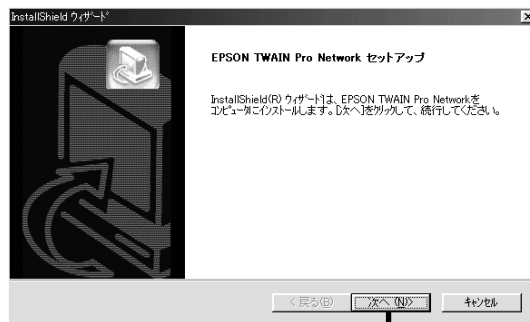 InstallShield ウィザード
EPSON TWAIN Pro Network セットアップ
InstallShield(R) ウィザードは、EPSON TWAIN Pro Networkを
コンピュータにインストールします。[次へ]をクリックして、続行してください。
< 戻る(B)
次へ (N)>
キャンセル